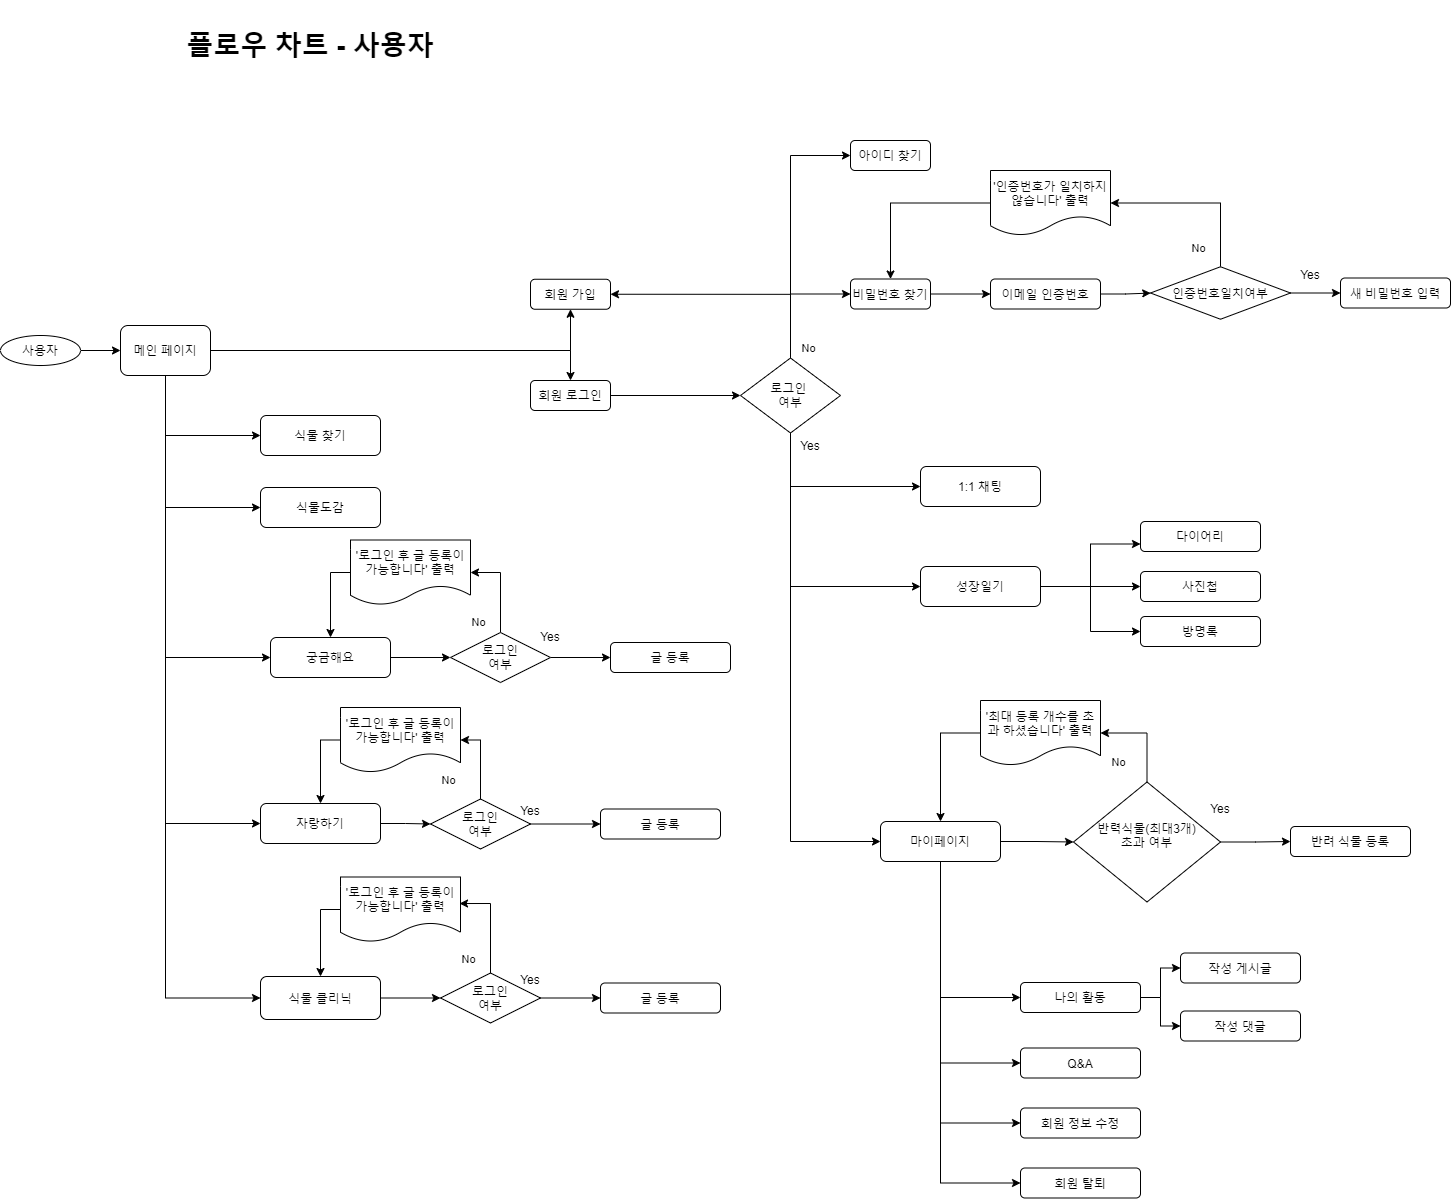 플로우 차트 - 사용자
아이디 찾기
'인증번호가 일치하지
않습니다' 출력
No
Yes
회원 가입
비밀번호 찾기
이메일 인증번호
인증번호일치여부
새 비밀번호 입력
사용자
메인 페이지
No
회원 로그인
로그인
여부
Yes
식물 찾기
식물도감
1:1 채팅
'로그인 후 글 등록이
가능합니다' 출력
No
Yes
궁금해요
로그인
여부
글 등록
성장일기
다이어리
사진첩
방명록
'로그인 후 글 등록이
가능합니다' 출력
No
Yes
자랑하기
로그인
여부
글 등록
'최대 등록 개수를 초
과 하셨습니다' 출력
No
Yes
마이페이지
반력식물(최대3개)
초과 여부
반려 식물 등록
'로그인 후 글 등록이
가능합니다' 출력
No
Yes
식물 클리닉
로그인
여부
글 등록
나의 활동
작성 게시글
작성 댓글
Q&A
회원 정보 수정
회원 탈퇴